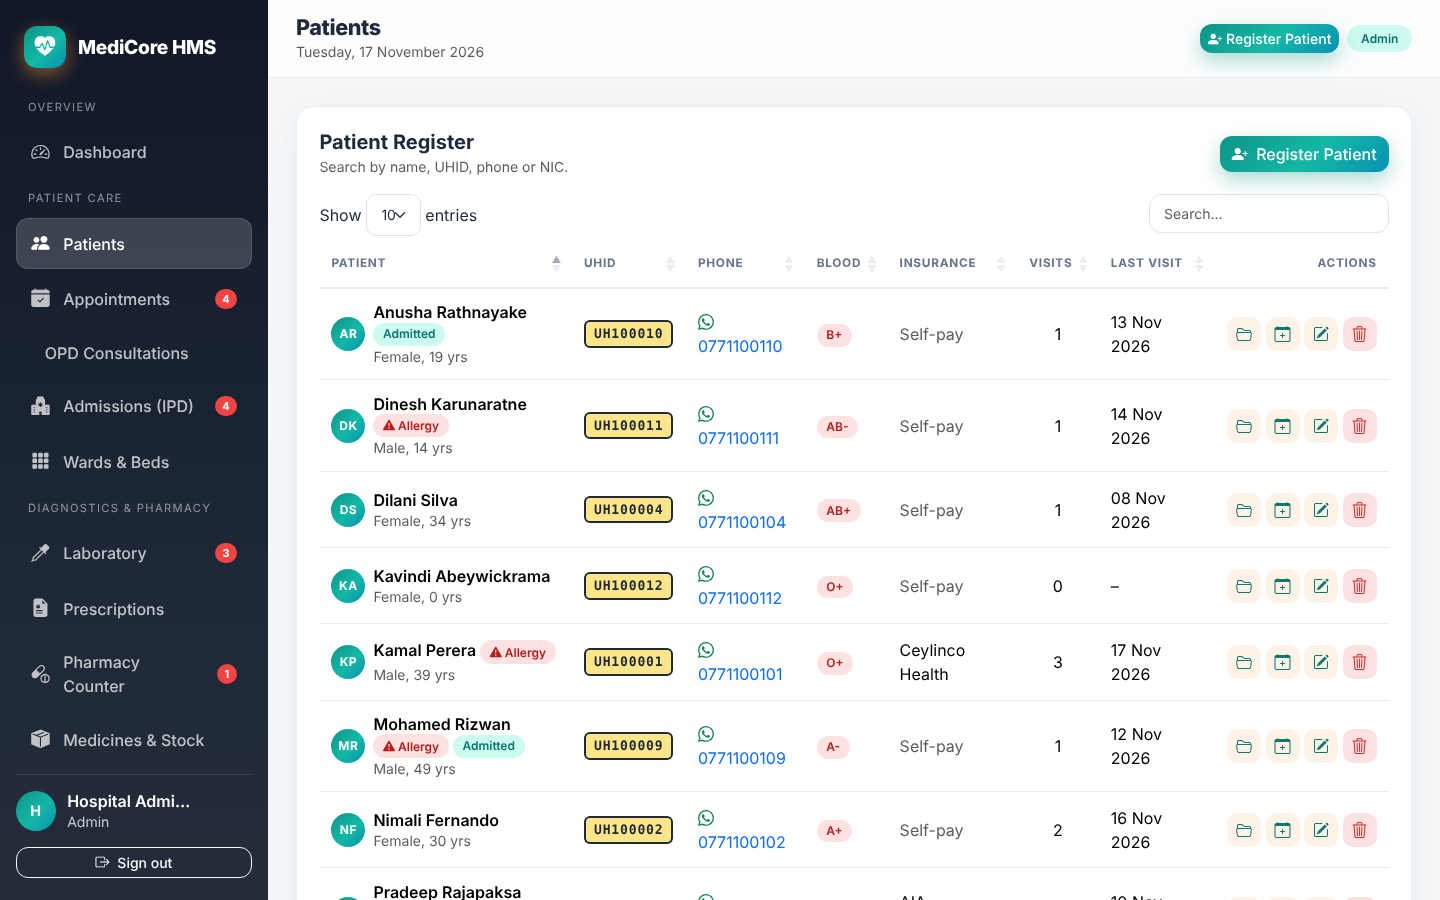 MediCore HMS
OVERVIEW
Dashboard
PATIENT CARE
Patients
Appointments 4
OPD Consultations
Admissions (IPD) 4
Wards & Beds
DIAGNOSTICS & PHARMACY
Laboratory 3
Prescriptions
Pharmacy
Counter 1
Medicines & Stock
H Hospital Admi...
Admin
Sign out
Patients
Tuesday, 17 November 2026
Register Patient Admin
Patient Register
Search by name, UHID, phone or NIC.
Register Patient
Show 10 entries
Search...
PATIENT UHID PHONE BLOOD INSURANCE VISITS LAST VISIT ACTIONS
AR Anusha Rathnayake
Admitted
Female, 19 yrs
UH100010 0771100110 B+ Self-pay 1 13 Nov
2026
DK Dinesh Karunaratne
Allergy
Male, 14 yrs
UH100011 0771100111 AB- Self-pay 1 14 Nov
2026
DS Dilani Silva
Female, 34 yrs
UH100004 0771100104 AB+ Self-pay 1 08 Nov
2026
KA Kavindi Abeywickrama
Female, 0 yrs
UH100012 0771100112 O+ Self-pay 0 –
KP Kamal Perera Allergy
Male, 39 yrs
UH100001 0771100101 O+ Ceylinco
Health 3 17 Nov
2026
MR Mohamed Rizwan
Allergy Admitted
Male, 49 yrs
UH100009 0771100109 A- Self-pay 1 12 Nov
2026
NF Nimali Fernando
Female, 30 yrs
UH100002 0771100102 A+ Self-pay 2 16 Nov
2026
Pradeep Rajapaksa